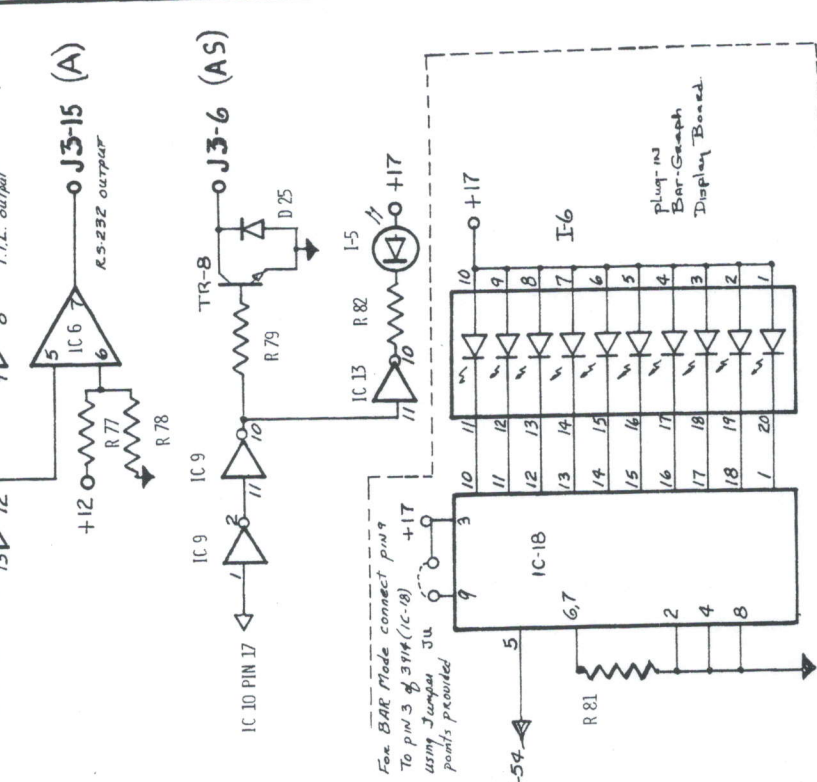 T.T.L. output
J3-15 (A)
RS-232 output
13
12
8
5
IC 6
7
6
+12
R 77
R 78
J3-6 (AS)
TR-8
D 25
R 79
IC 9
1
2
IC 9
11
10
IC 10 PIN 17
IC 13
11
10
R 82
I-5
+17
For BAR Mode connect pin 9
To pin 3 of 3914 (IC-18)
using Jumper JU
points provided
+17
9
3
IC-18
5
6,7
2
4
8
R 81
-54
10 11
11 12
12 13
13 14
14 15
15 16
16 17
17 18
18 19
1 20
10
9
8
7
6
5
4
3
2
1
+17
I-6
plug-in
Bar-Graph
Display Board